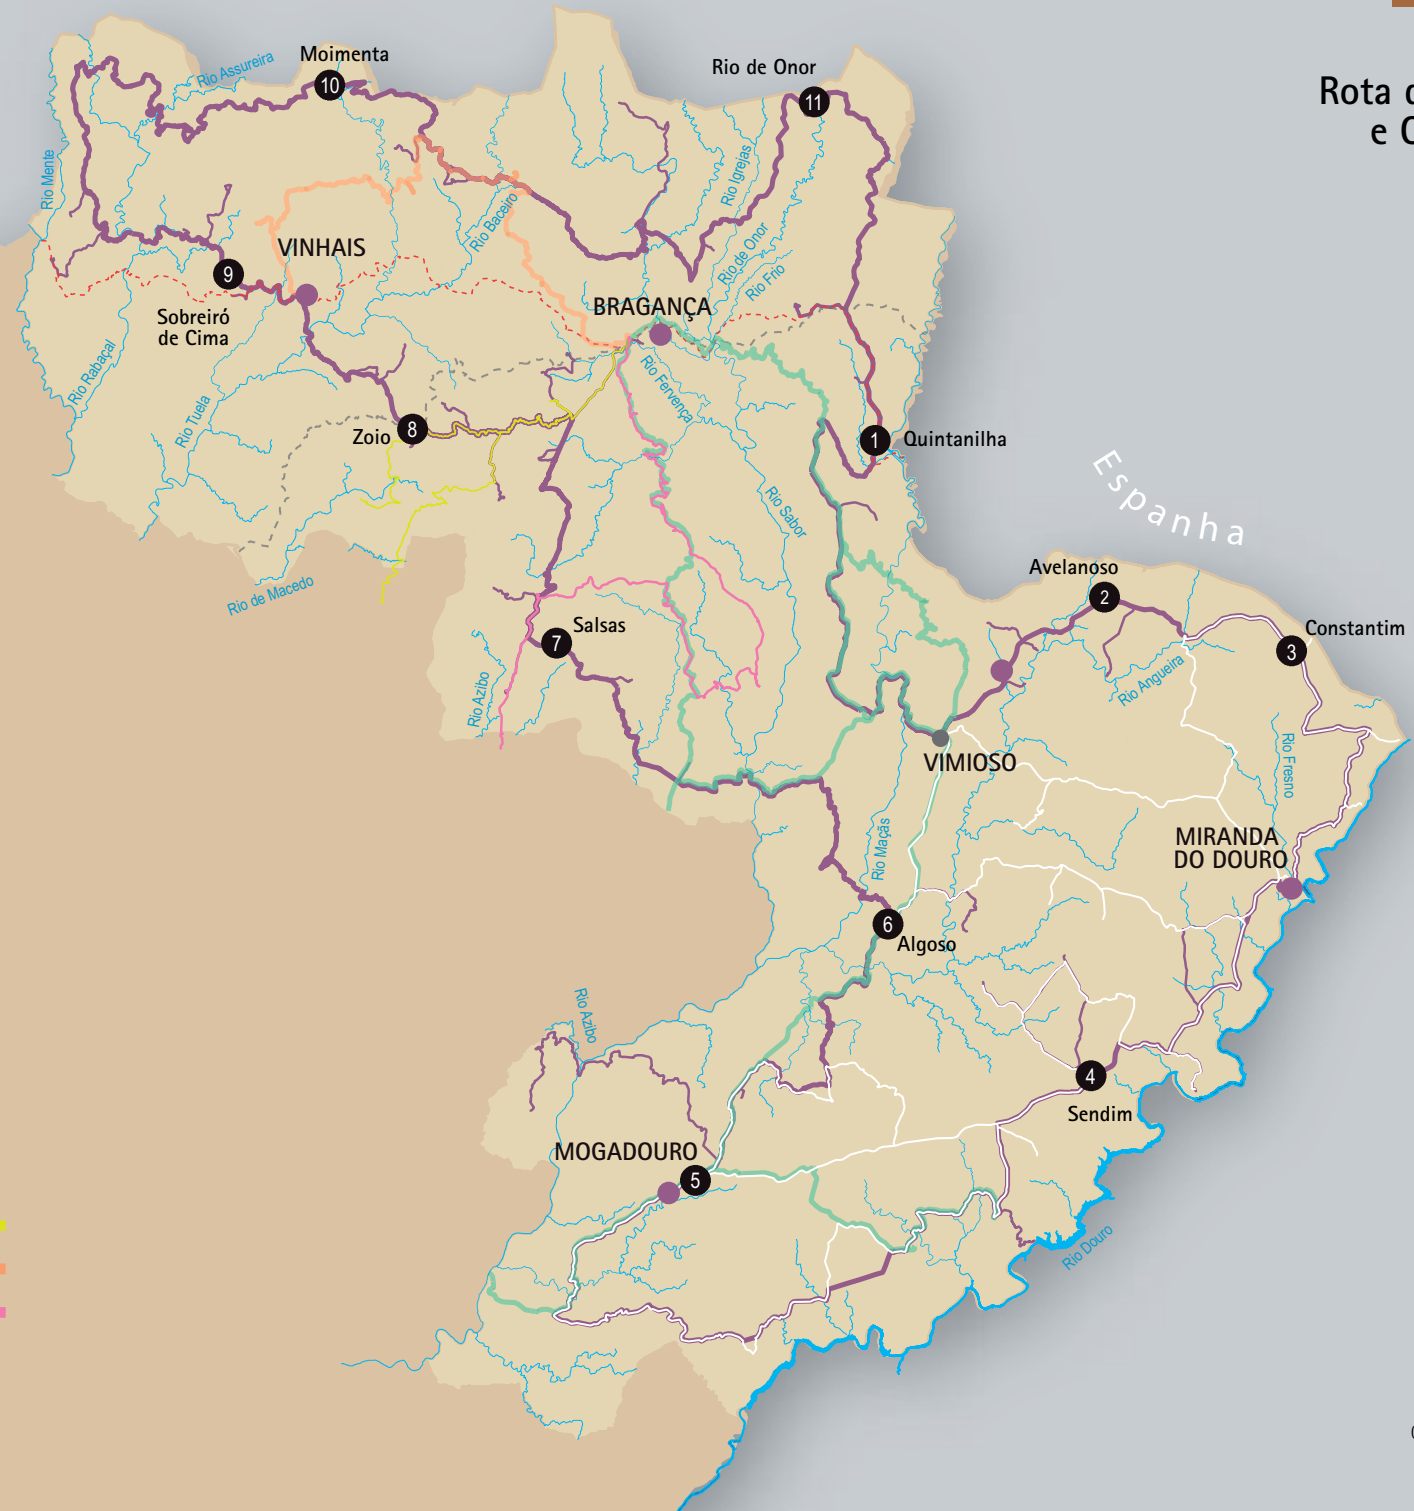 Rota d
e C
Moimenta
10
Rio Assureira
Rio de Onor
11
Rio Mente
Rio Igrejas
Rio Baceiro
Rio de Onor
Rio Frio
VINHAIS
9
Sobreiró
de Cima
BRAGANÇA
Rio Rabaçal
Rio Tuela
Rio Fervença
Zoio
8
1
Quintanilha
Espanha
Rio Sabor
Rio de Macedo
Avelanoso
2
Constantim
3
Salsas
7
Rio Azibo
Rio Angueira
VIMIOSO
Rio Fresno
Rio Maçãs
MIRANDA
DO DOURO
6
Algoso
Rio Azibo
4
Sendim
MOGADOURO
5
Rio Douro